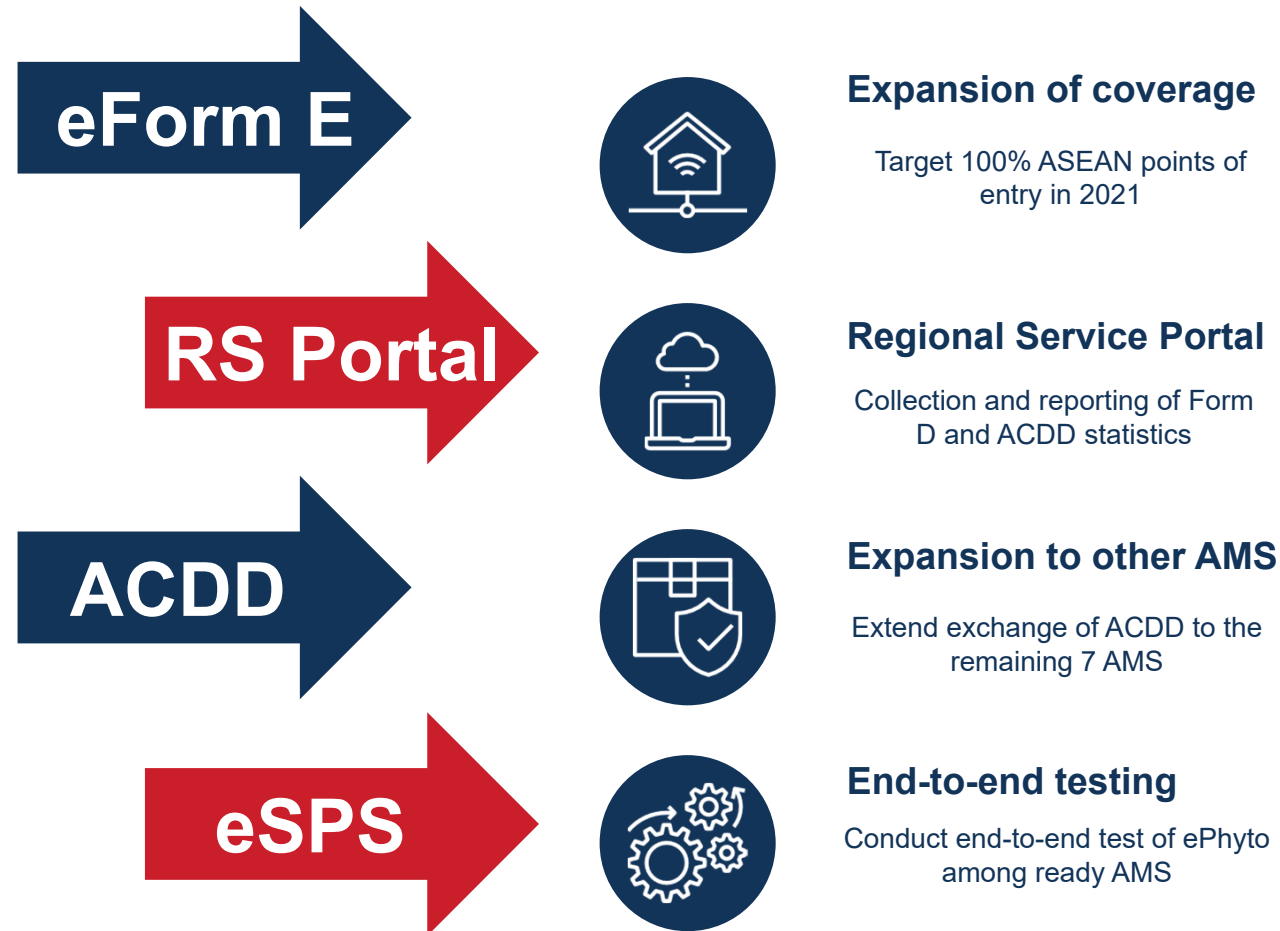 eForm E
Expansion of coverage
Target 100% ASEAN points of
entry in 2021
RS Portal
Regional Service Portal
Collection and reporting of Form
D and ACDD statistics
ACDD
Expansion to other AMS
Extend exchange of ACDD to the
remaining 7 AMS
eSPS
End-to-end testing
Conduct end-to-end test of ePhyto
among ready AMS